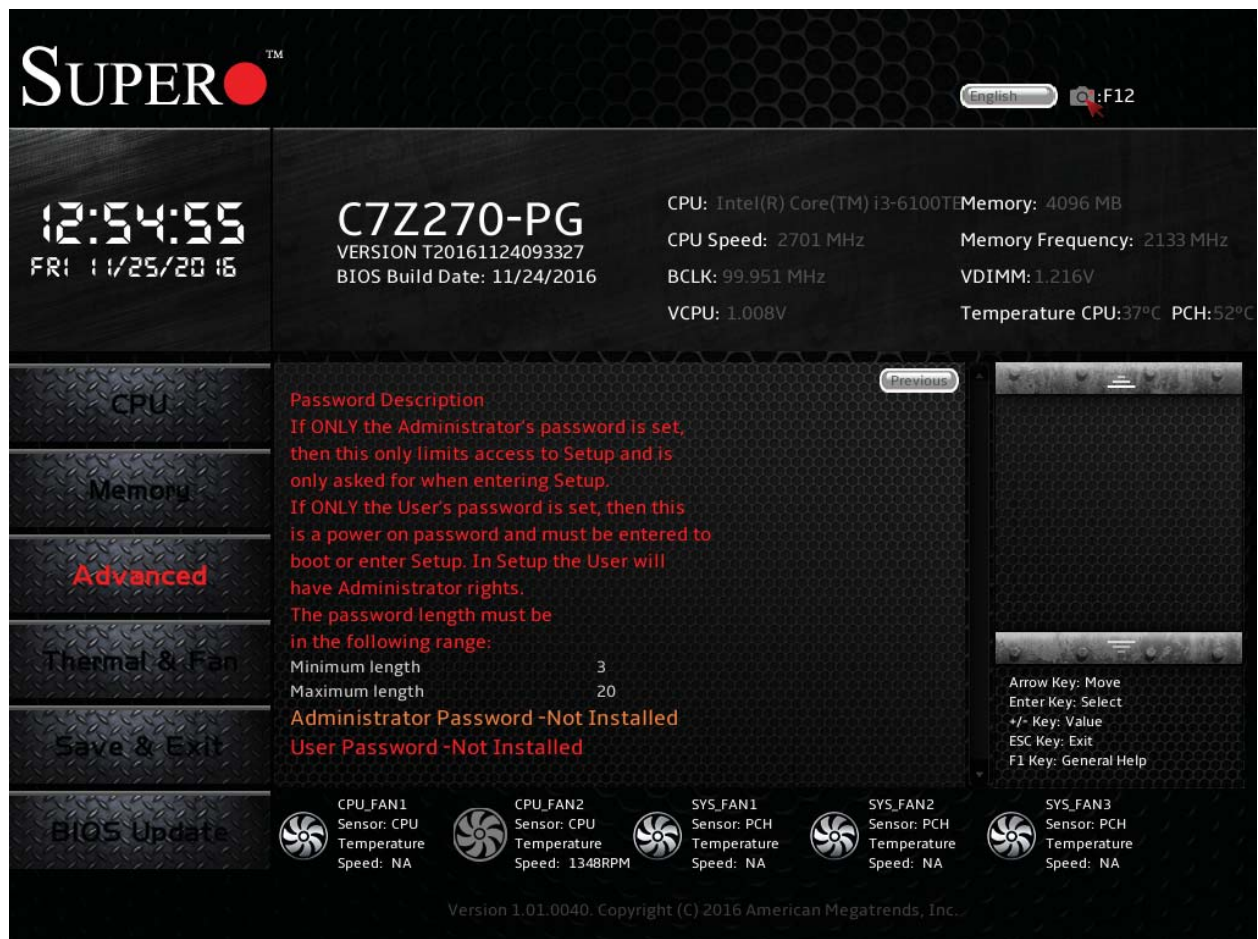 SUPER
TM
English
:F12
12:54:55
FRI 11/25/2016
C7Z270-PG
VERSION T20161124093327
BIOS Build Date: 11/24/2016
CPU: Intel(R) Core(TM) i3-6100TE
CPU Speed: 2701 MHz
BCLK: 99.951 MHz
VCPU: 1.008V
Memory: 4096 MB
Memory Frequency: 2133 MHz
VDIMM: 1.216V
Temperature CPU:37°C PCH:52°C
CPU
Memory
Advanced
Thermal & Fan
Save & Exit
BIOS Update
Previous
Password Description
If ONLY the Administrator's password is set,
then this only limits access to Setup and is
only asked for when entering Setup.
If ONLY the User's password is set, then this
is a power on password and must be entered to
boot or enter Setup. In Setup the User will
have Administrator rights.
The password length must be
in the following range:
Minimum length 3
Maximum length 20
Administrator Password -Not Installed
User Password -Not Installed
Arrow Key: Move
Enter Key: Select
+/- Key: Value
ESC Key: Exit
F1 Key: General Help
CPU_FAN1
Sensor: CPU
Temperature
Speed: NA
CPU_FAN2
Sensor: CPU
Temperature
Speed: 1348RPM
SYS_FAN1
Sensor: PCH
Temperature
Speed: NA
SYS_FAN2
Sensor: PCH
Temperature
Speed: NA
SYS_FAN3
Sensor: PCH
Temperature
Speed: NA
Version 1.01.0040. Copyright (C) 2016 American Megatrends, Inc.